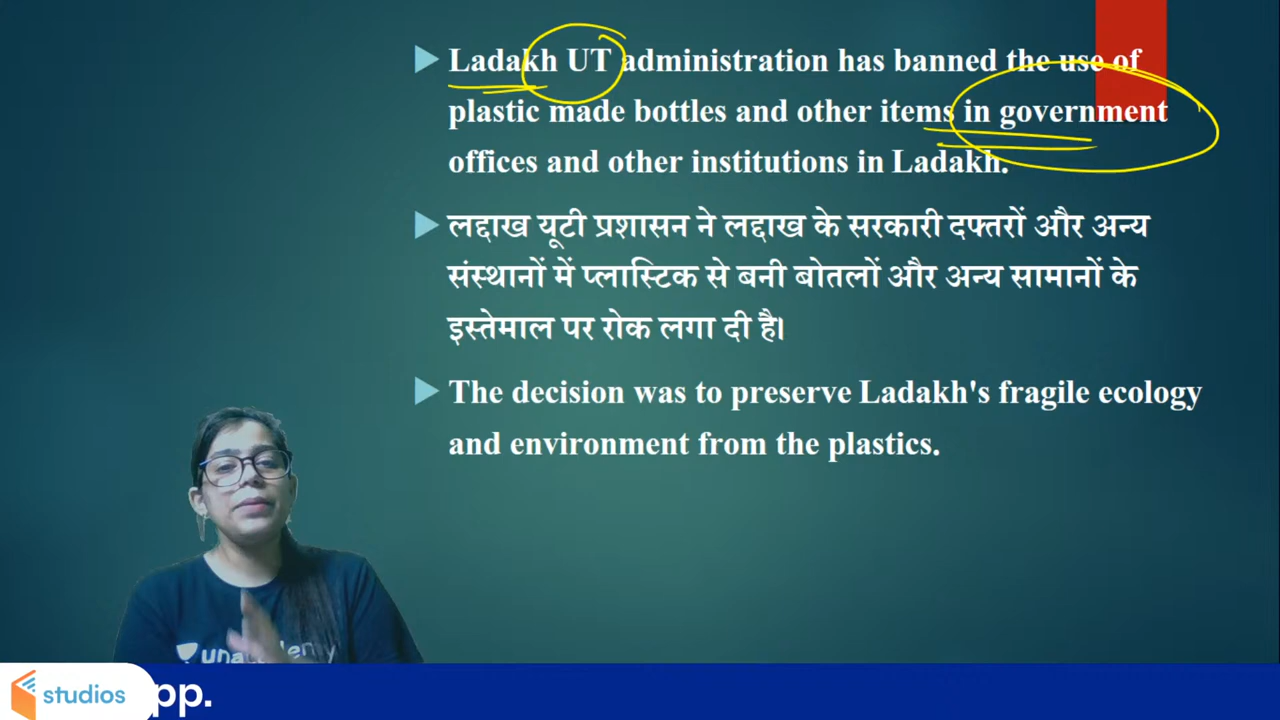 Ladakh UT administration has banned the use of
plastic made bottles and other items in government
offices and other institutions in Ladakh.
लद्दाख यूटी प्रशासन ने लद्दाख के सरकारी दफ्तरों और अन्य
संस्थानों में प्लास्टिक से बनी बोतलों और अन्य सामानों के
इस्तेमाल पर रोक लगा दी है।
The decision was to preserve Ladakh's fragile ecology
and environment from the plastics.
studios
pp.